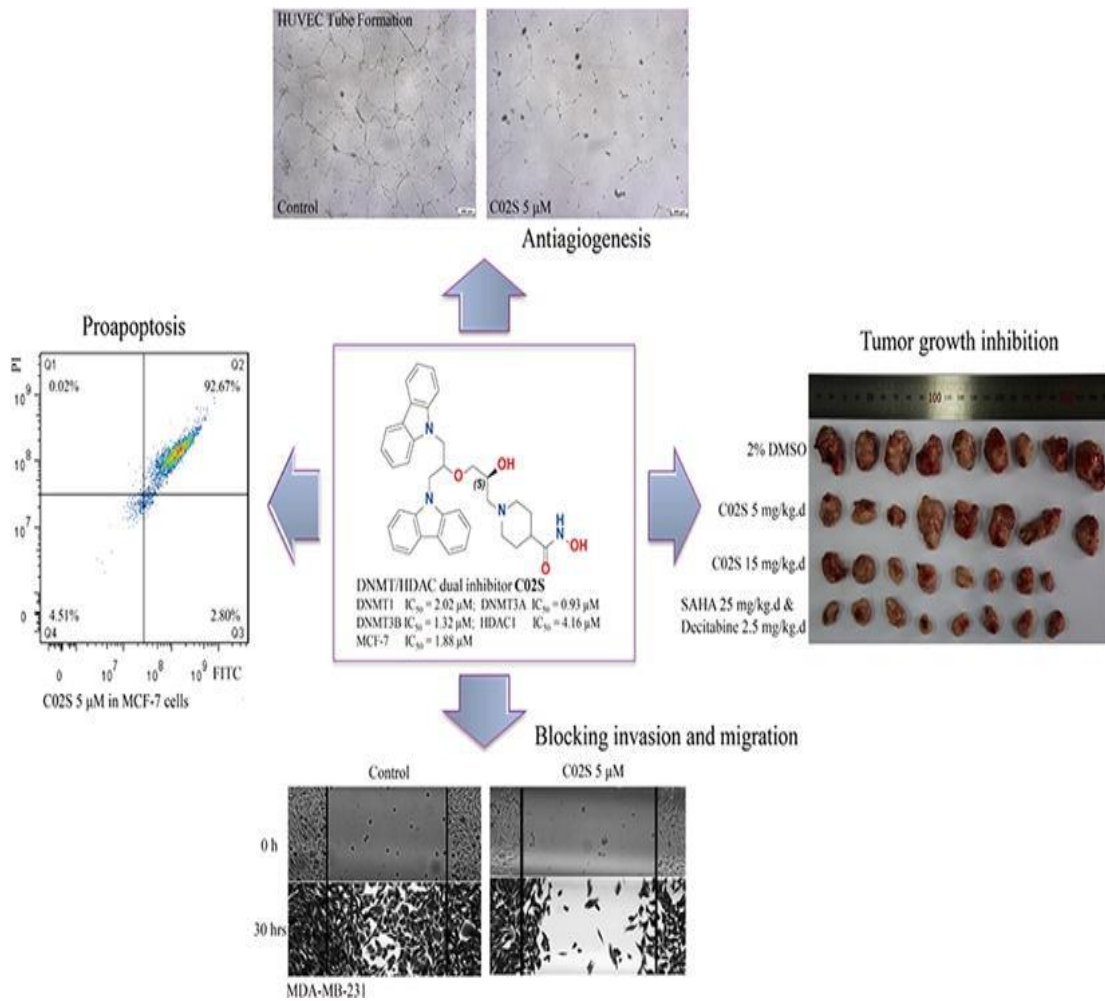 HUVEC Tube Formation
Control
C02S 5 μM
Antiagiogenesis
Proapoptosis
PI
Q1
0.02%
Q2
92.67%
10⁹
10⁸
10⁷
0
4.51%
Q4
2.80%
Q3
0 10⁷ 10⁸ 10⁹ FITC
C02S 5 μM in MCF-7 cells
N
O
OH
(S)
N
N
H
N
OH
O
DNMT/HDAC dual inhibitor C02S
DNMT1 IC₅₀ = 2.02 μM; DNMT3A IC₅₀ = 0.93 μM
DNMT3B IC₅₀ = 1.32 μM; HDAC1 IC₅₀ = 4.16 μM
MCF-7 IC₅₀ = 1.88 μM
Tumor growth inhibition
100
2% DMSO
C02S 5 mg/kg.d
C02S 15 mg/kg.d
SAHA 25 mg/kg.d &
Decitabine 2.5 mg/kg.d
Blocking invasion and migration
Control
C02S 5 μM
0 h
30 hrs
MDA-MB-231